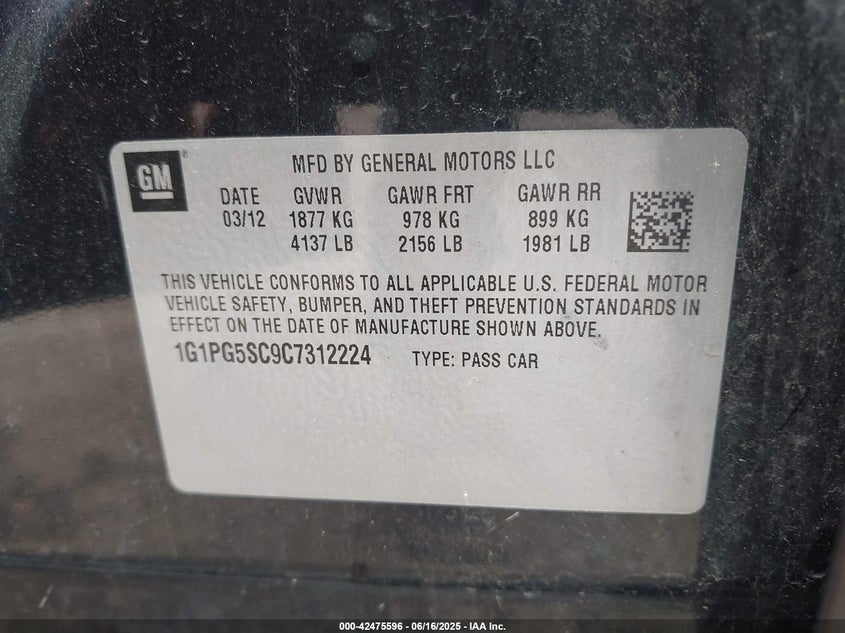 GM
MFD BY GENERAL MOTORS LLC
DATE GVWR GAWR FRT GAWR RR
03/12 1877 KG 978 KG 899 KG
4137 LB 2156 LB 1981 LB
THIS VEHICLE CONFORMS TO ALL APPLICABLE U.S. FEDERAL MOTOR
VEHICLE SAFETY, BUMPER, AND THEFT PREVENTION STANDARDS IN
EFFECT ON THE DATE OF MANUFACTURE SHOWN ABOVE.
1G1PG5SC9C7312224 TYPE: PASS CAR
000-42475596 - 06/16/2025 - IAA Inc.